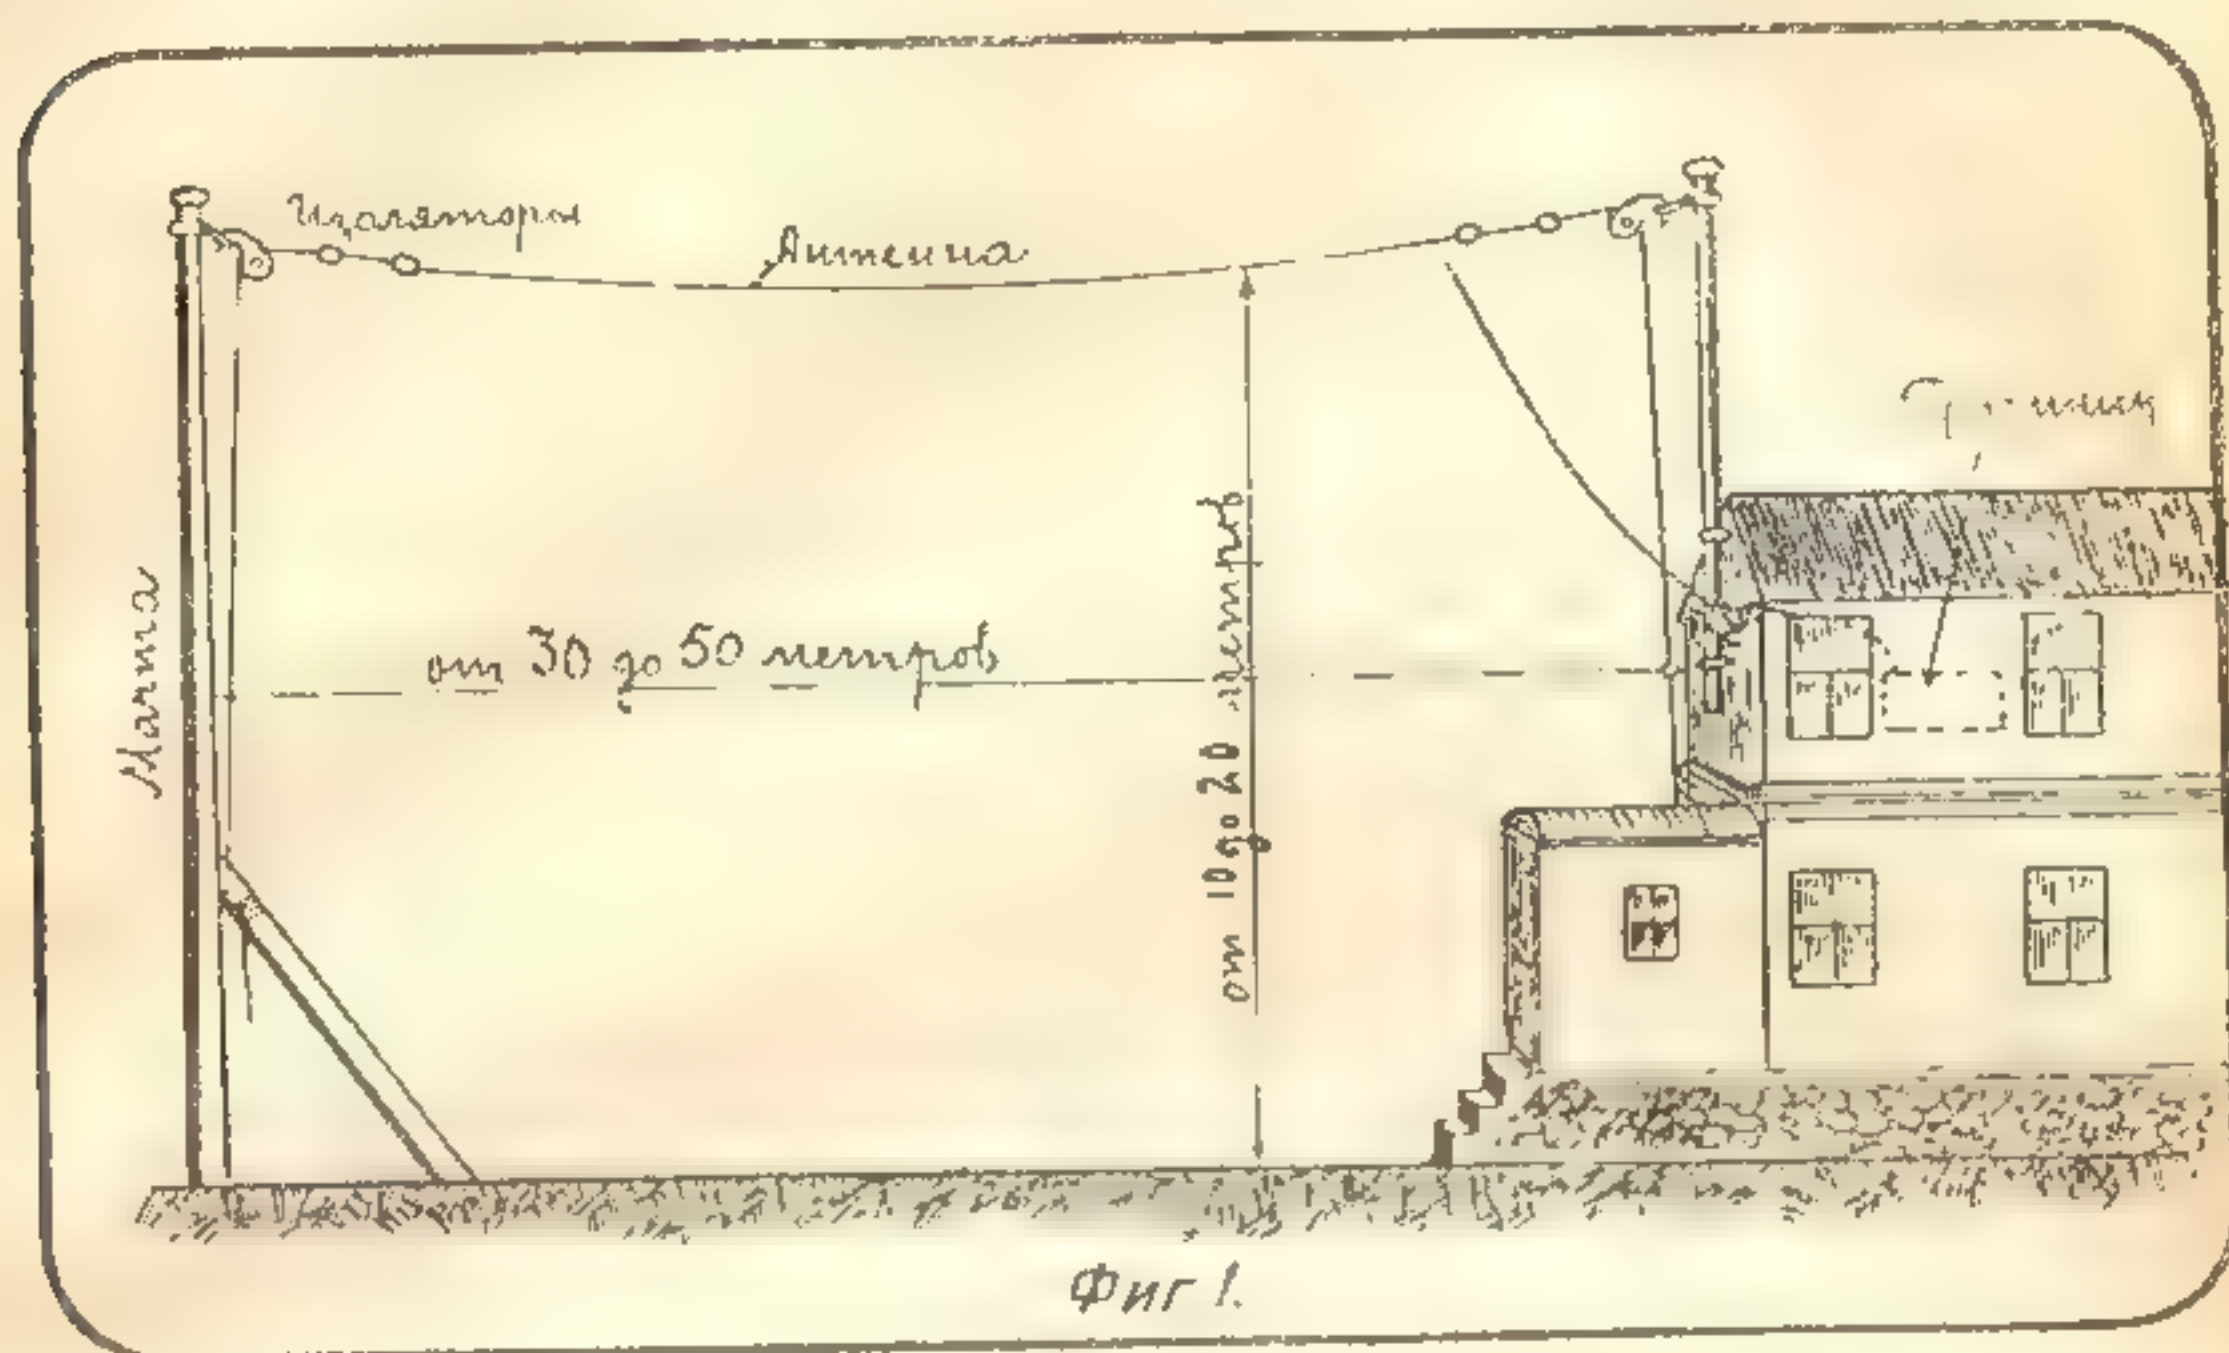 Изоляторы
Антенна
Мачта
от 30 до 50 метров
от 10 до 20 метров
Фиг 1.